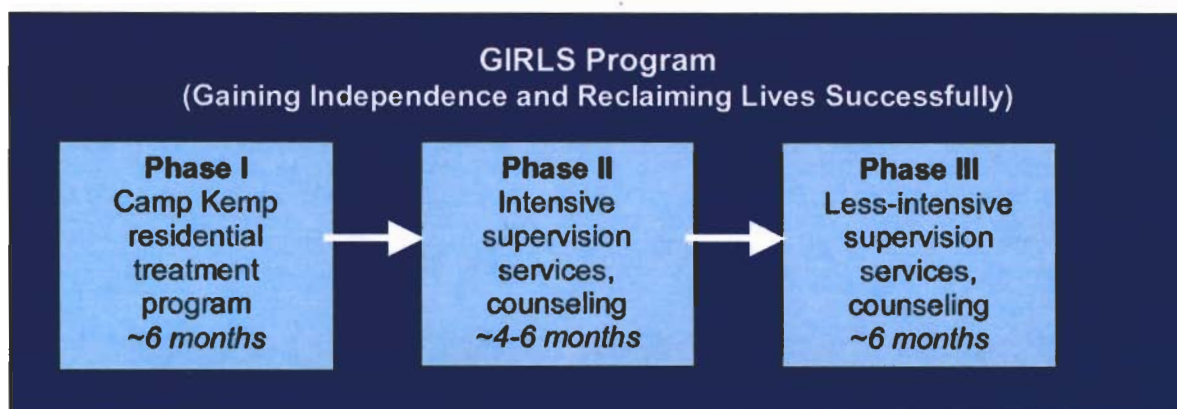 GIRLS Program
(Gaining Independence and Reclaiming Lives Successfully)
Phase I
Camp Kemp
residential
treatment
program
~6 months
Phase II
Intensive
supervision
services,
counseling
~4-6 months
Phase III
Less-intensive
supervision
services,
counseling
~6 months